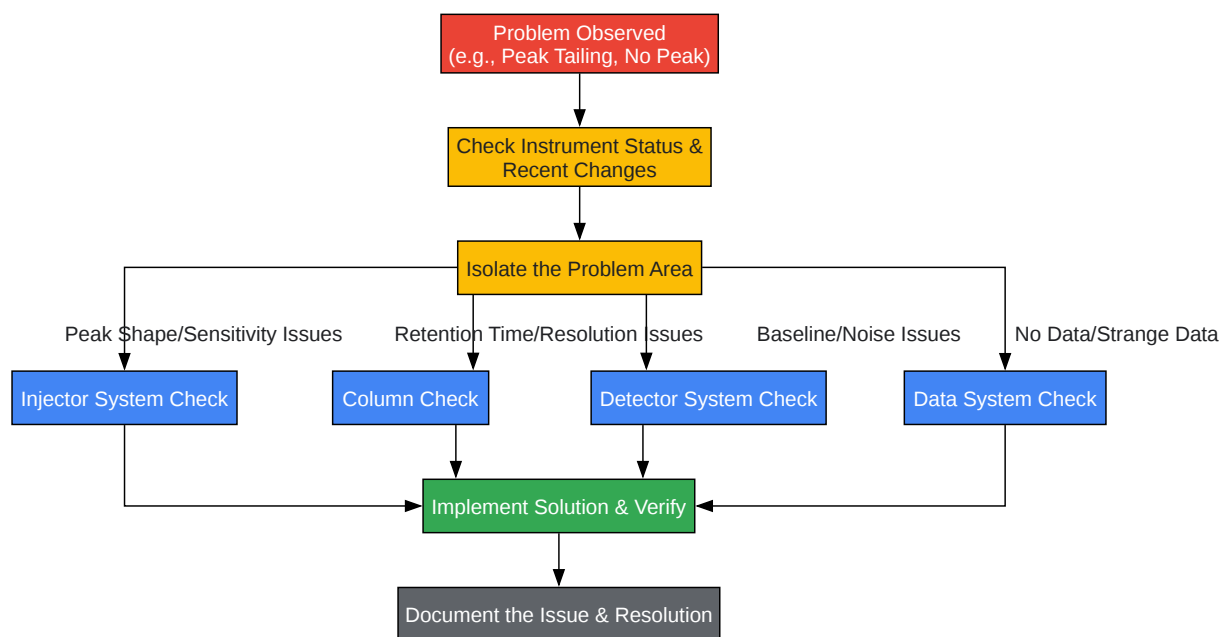 Problem Observed
(e.g., Peak Tailing, No Peak)
Check Instrument Status &
Recent Changes
Isolate the Problem Area
Peak Shape/Sensitivity Issues
Retention Time/Resolution Issues
Baseline/Noise Issues
No Data/Strange Data
Injector System Check
Column Check
Detector System Check
Data System Check
Implement Solution & Verify
Document the Issue & Resolution